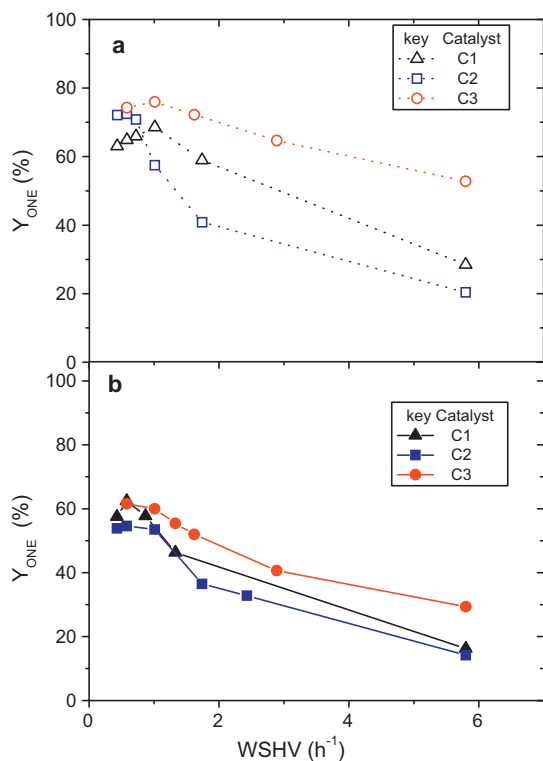 100
a
key Catalyst
C1
C2
C3
80
60
40
20
0
Y_ONE (%)
100
b
key Catalyst
C1
C2
C3
80
60
40
20
0
Y_ONE (%)
0 2 4 6
WSHV (h⁻¹)